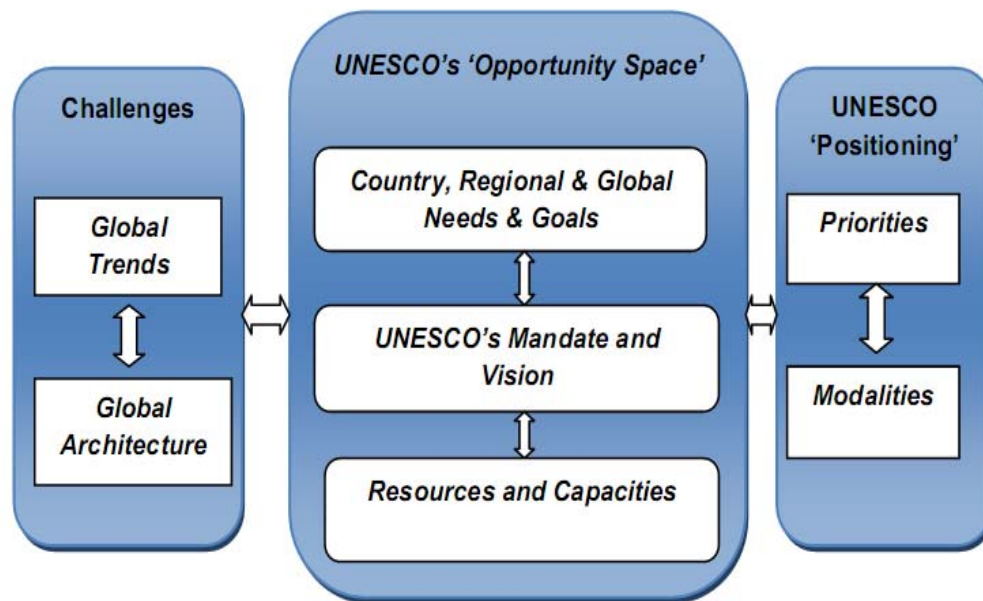 Challenges
Global
Trends
Global
Architecture
UNESCO's 'Opportunity Space'
Country, Regional & Global
Needs & Goals
UNESCO's Mandate and
Vision
Resources and Capacities
UNESCO
'Positioning'
Priorities
Modalities